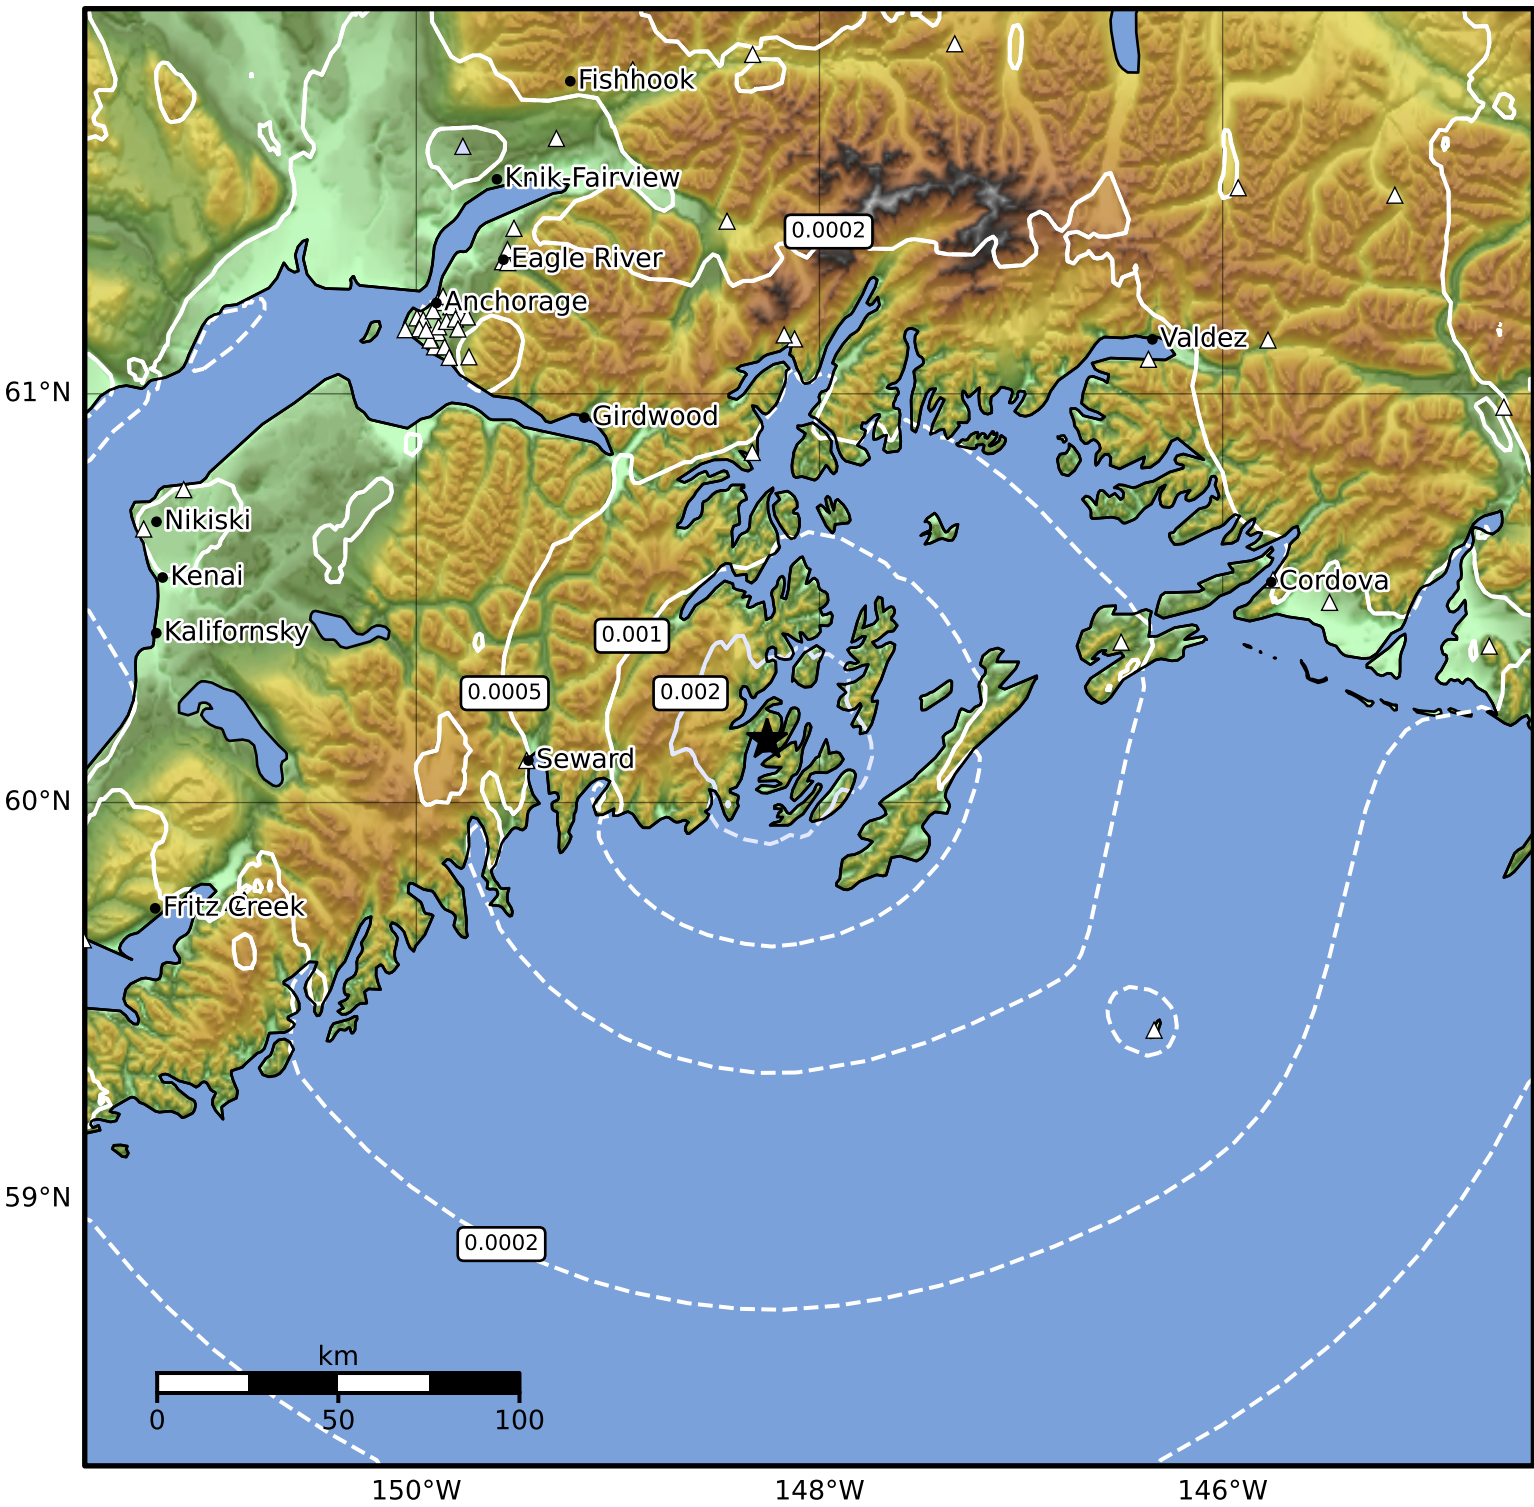 Fishhook
Knik-Fairview
0.0002
Eagle River
Anchorage
Valdez
61°N
Girdwood
Nikiski
Kenai
Cordova
Kalifornsky
0.001
0.0005
0.002
Seward
60°N
Fritz Creek
59°N
0.0002
km
0
50
100
150°W
148°W
146°W